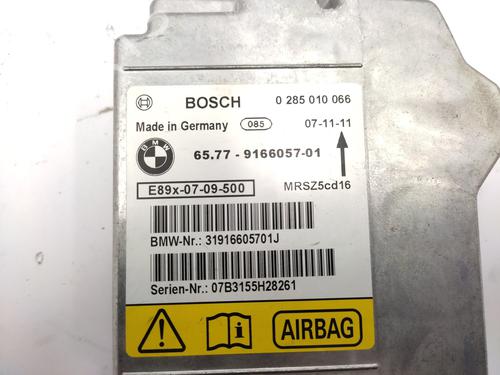 BOSCH 0 285 010 066
Made in Germany 085 07-11-11
BMW 65.77 - 9166057-01
E89x-07-09-500 MRSZ5cd16
BMW-Nr.: 31916605701J
Serien-Nr.: 07B3155H28261
AIRBAG